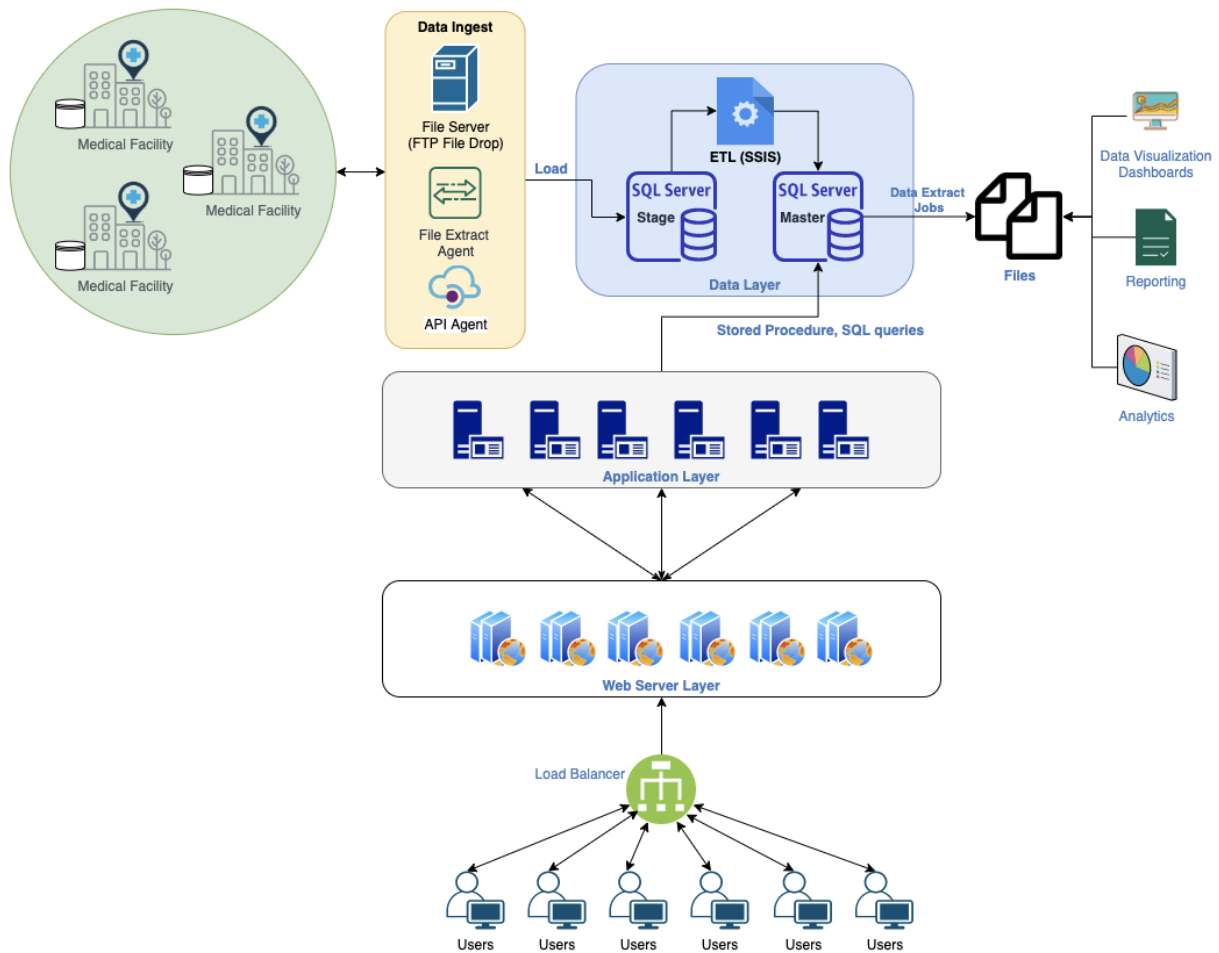 Data Ingest
File Server
(FTP File Drop)
File Extract
Agent
API Agent
Medical Facility
Medical Facility
Medical Facility
Load
ETL (SSIS)
SQL Server
Stage
SQL Server
Master
Data Layer
Data Extract
Jobs
Files
Data Visualization
Dashboards
Reporting
Analytics
Stored Procedure, SQL queries
Application Layer
Web Server Layer
Load Balancer
Users
Users
Users
Users
Users
Users